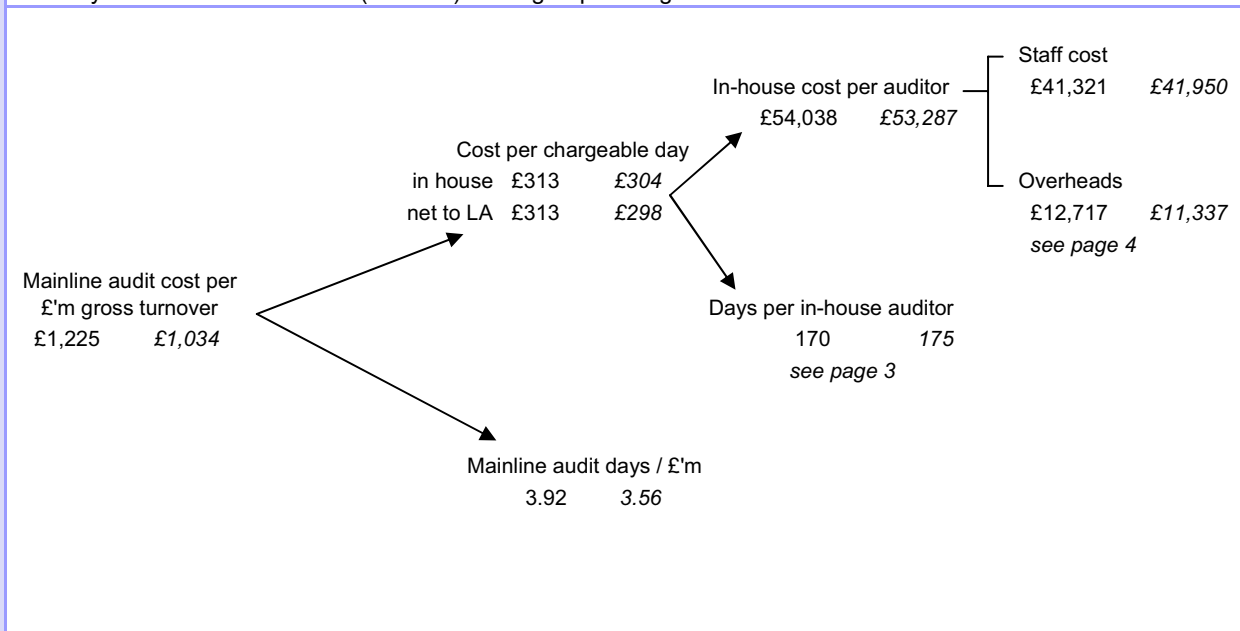 Staff cost
£41,321 £41,950
In-house cost per auditor
£54,038 £53,287
Cost per chargeable day
in house £313 £304
net to LA £313 £298
Overheads
£12,717 £11,337
see page 4
Mainline audit cost per
£'m gross turnover
£1,225 £1,034
Days per in-house auditor
170 175
see page 3
Mainline audit days / £'m
3.92 3.56